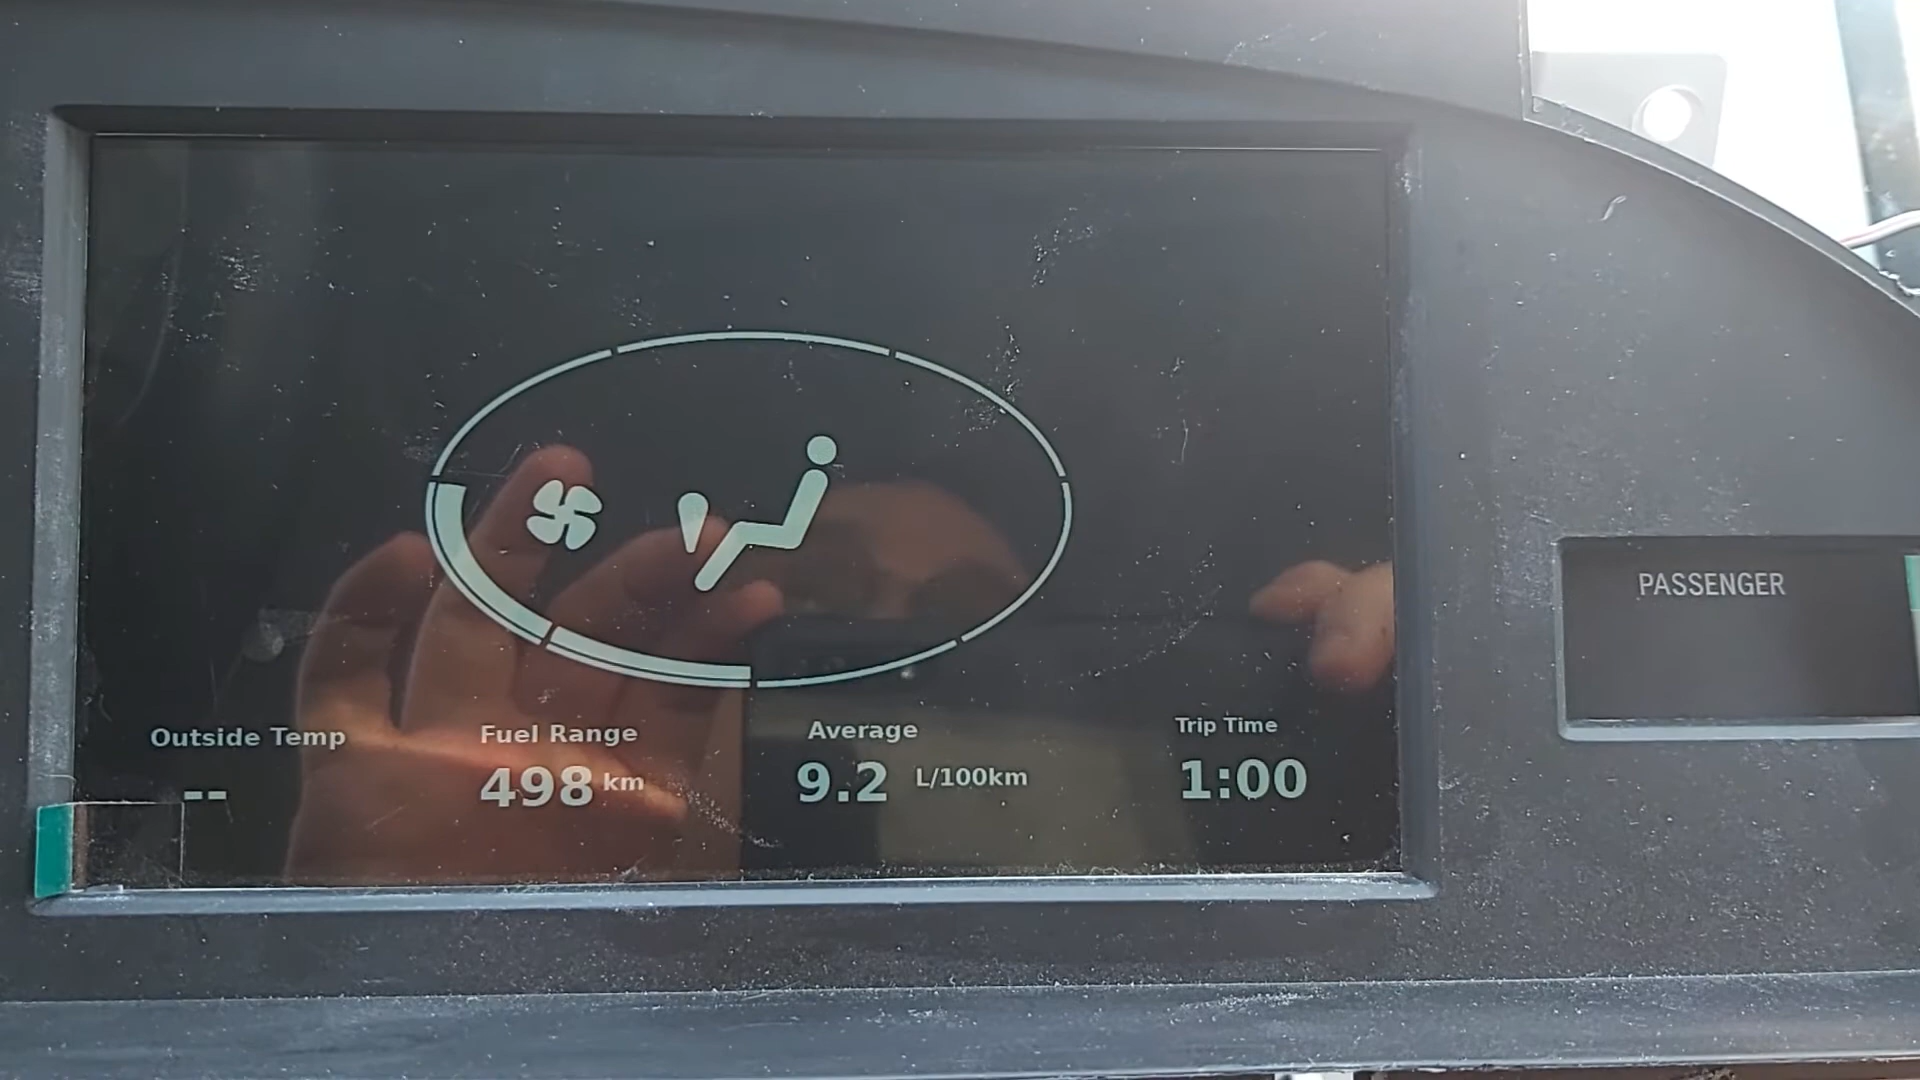 Outside Temp
--
Fuel Range
498 km
Average
9.2 L/100km
Trip Time
1:00
PASSENGER